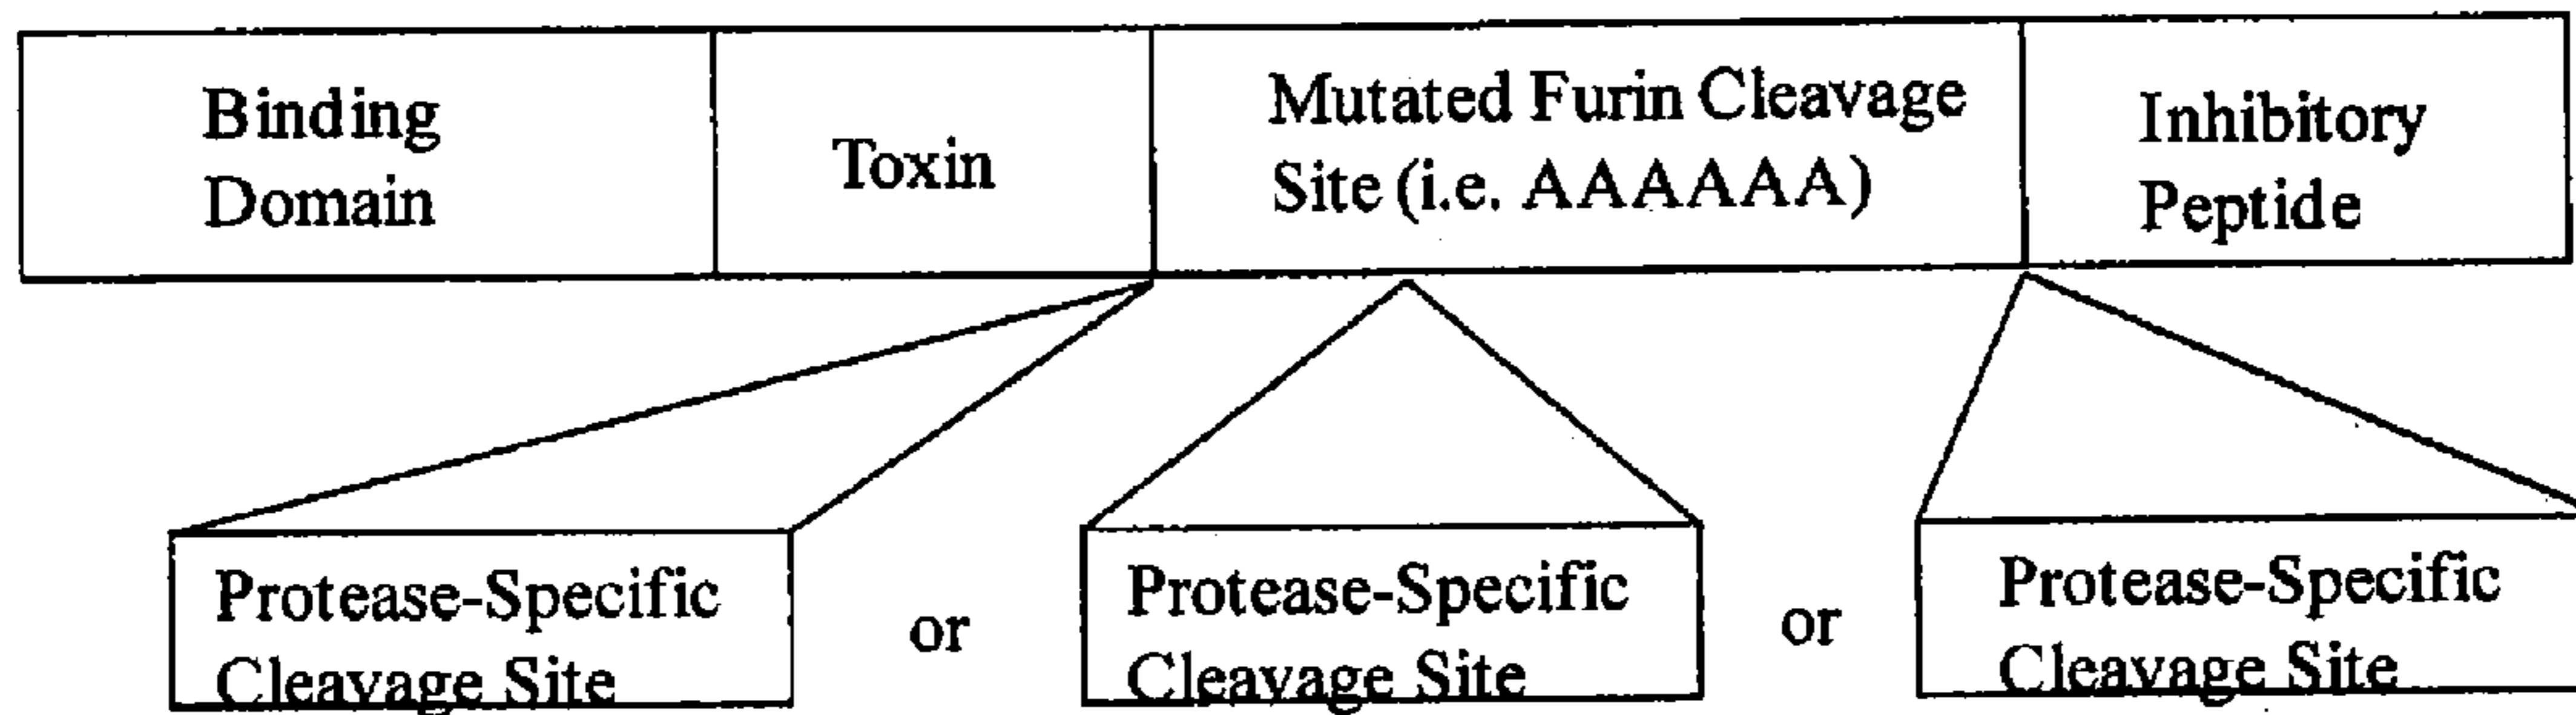 Binding
Domain
Toxin
Mutated Furin Cleavage
Site (i.e. AAAAAA)
Inhibitory
Peptide
Protease-Specific
Cleavage Site
or
Protease-Specific
Cleavage Site
or
Protease-Specific
Cleavage Site